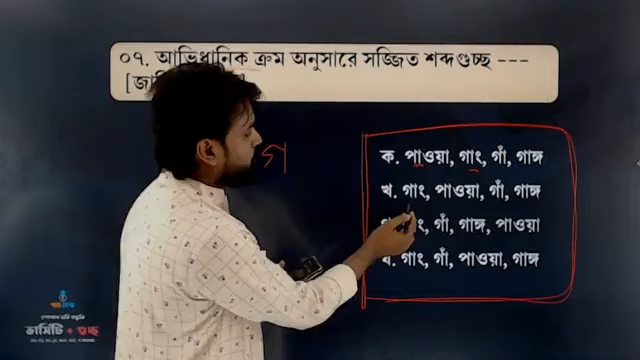 ০৭. আভিধানিক ক্রম অনুসারে সজ্জিত শব্দগুচ্ছ ---
গ
ক. পাওয়া, গাং, গাঁ, গাঙ্গ
খ. গাং, পাওয়া, গাঁ, গাঙ্গ
গাঁ, গাঙ্গ, পাওয়া
ঘ. গাং, গাঁ, পাওয়া, গাঙ্গ
ভার্সিটি + গুচ্ছ